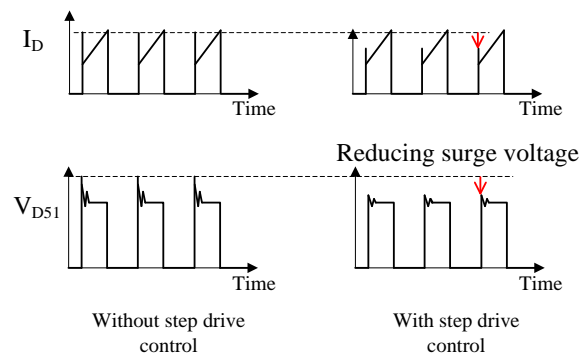 I_D
Time
Time
Reducing surge voltage
V_D51
Time
Time
Without step drive
control
With step drive
control